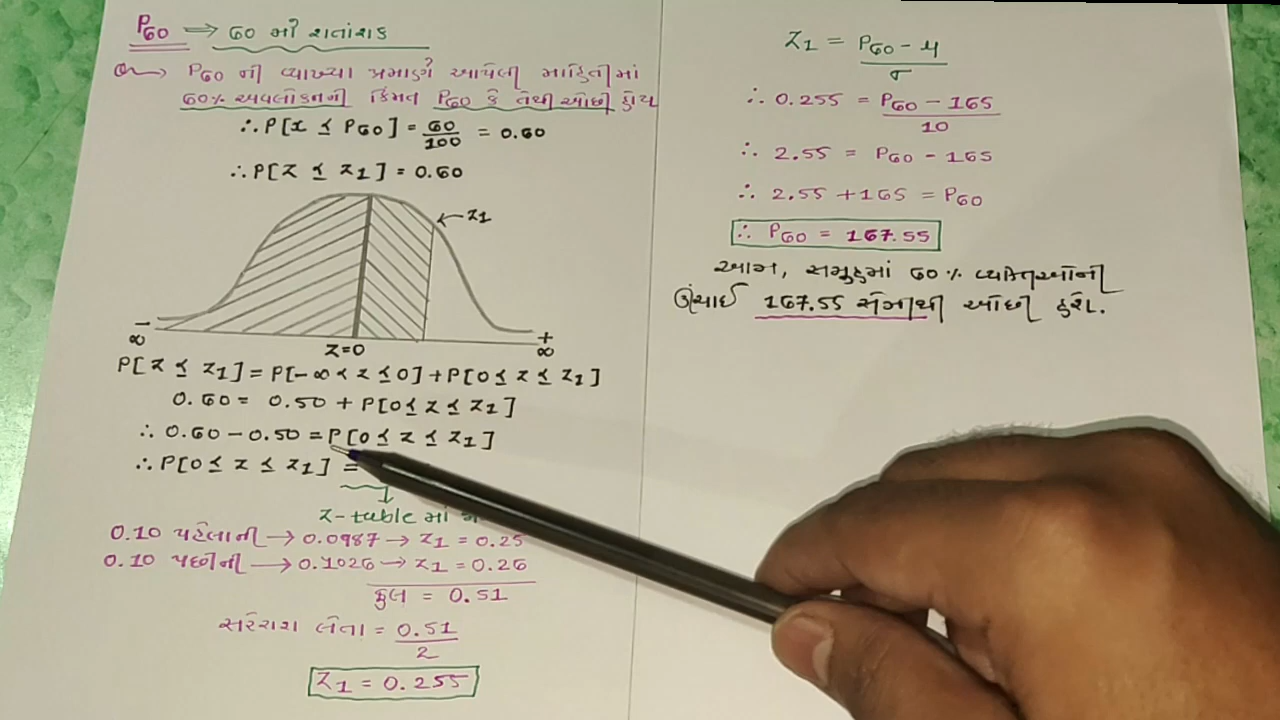 P60 ⟹ 60 મો શતાંશક
P60 ની વ્યાખ્યા પ્રમાણે આપેલી માહિતીમાં
60% અવલોકનની કિંમત P60 કે તેથી ઓછી હોય
∴ P[x ≤ P60] = 60/100 = 0.60
∴ P[Z ≤ z1] = 0.60
← z1
−∞
+∞
Z=0
P[Z ≤ z1] = P[-∞ < z ≤ 0] + P[0 ≤ z ≤ z1]
0.60 = 0.50 + P[0 ≤ z ≤ z1]
∴ 0.60 - 0.50 = P[0 ≤ z ≤ z1]
∴ P[0 ≤ z ≤ z1] =
z-table માં
0.10 પહેલાની → 0.0987 → z1 = 0.25
0.10 પછીની → 0.1026 → z1 = 0.26
કુલ = 0.51
સરેરાશ લેતા = 0.51/2
Z1 = 0.255
Z1 = P60 - μ / σ
∴ 0.255 = P60 - 165 / 10
∴ 2.55 = P60 - 165
∴ 2.55 + 165 = P60
∴ P60 = 167.55
આમ, સમૂહમાં 60% વ્યક્તિઓની
ઉંચાઈ 167.55 સેમીથી ઓછી હશે.